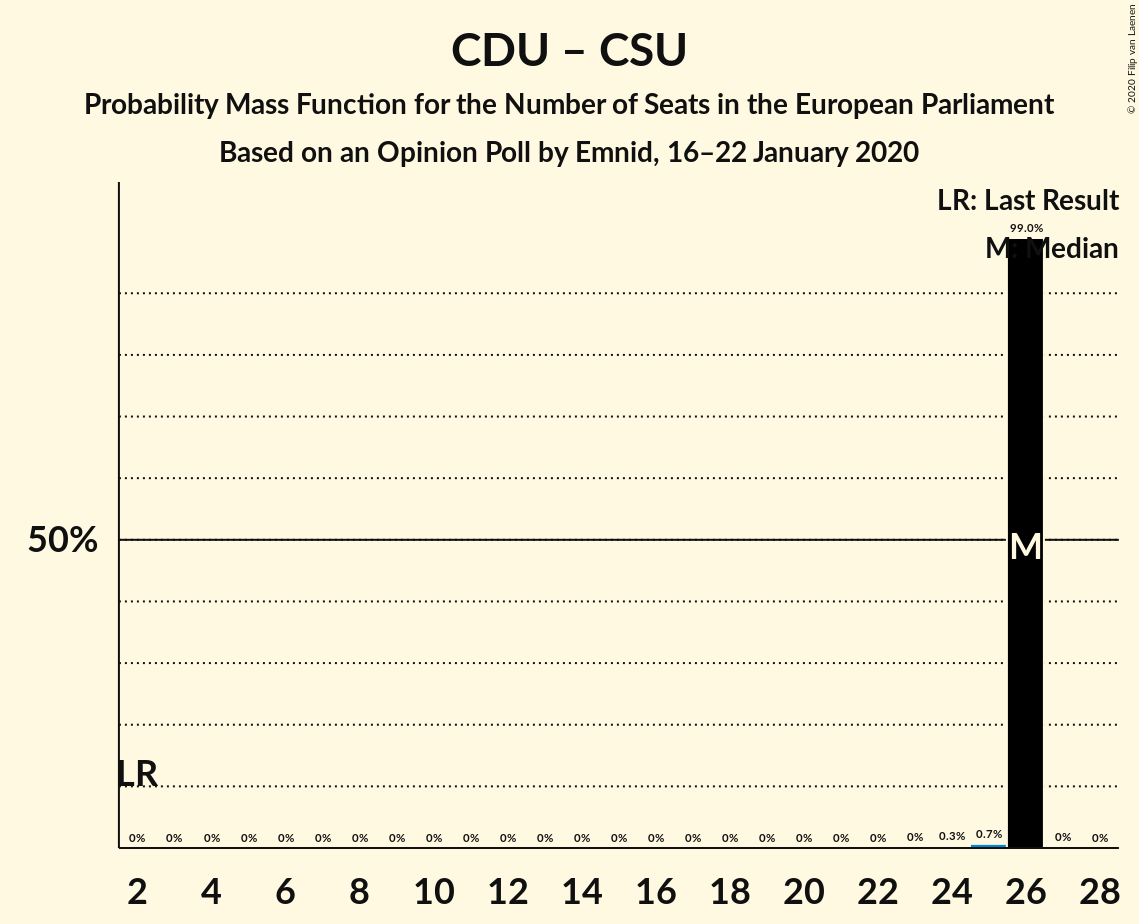 CDU – CSU
Probability Mass Function for the Number of Seats in the European Parliament
Based on an Opinion Poll by Emnid, 16–22 January 2020
© 2020 Filip van Laenen
LR: Last Result
99.0%
M: Median
50%
M
LR
0% 0% 0% 0% 0% 0% 0% 0% 0% 0% 0% 0% 0% 0% 0% 0% 0% 0% 0% 0% 0% 0% 0.3% 0.7% 0% 0%
2 4 6 8 10 12 14 16 18 20 22 24 26 28